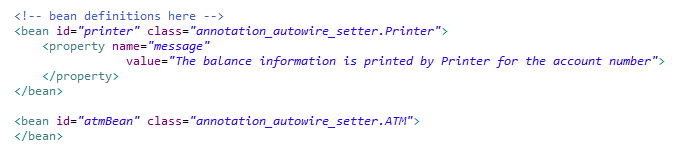 <!-- bean definitions here -->
<bean id="printer" class="annotation_autowire_setter.Printer">
    <property name="message"
                value="The balance information is printed by Printer for the account number">
    </property>
</bean>

<bean id="atmBean" class="annotation_autowire_setter.ATM">
</bean>